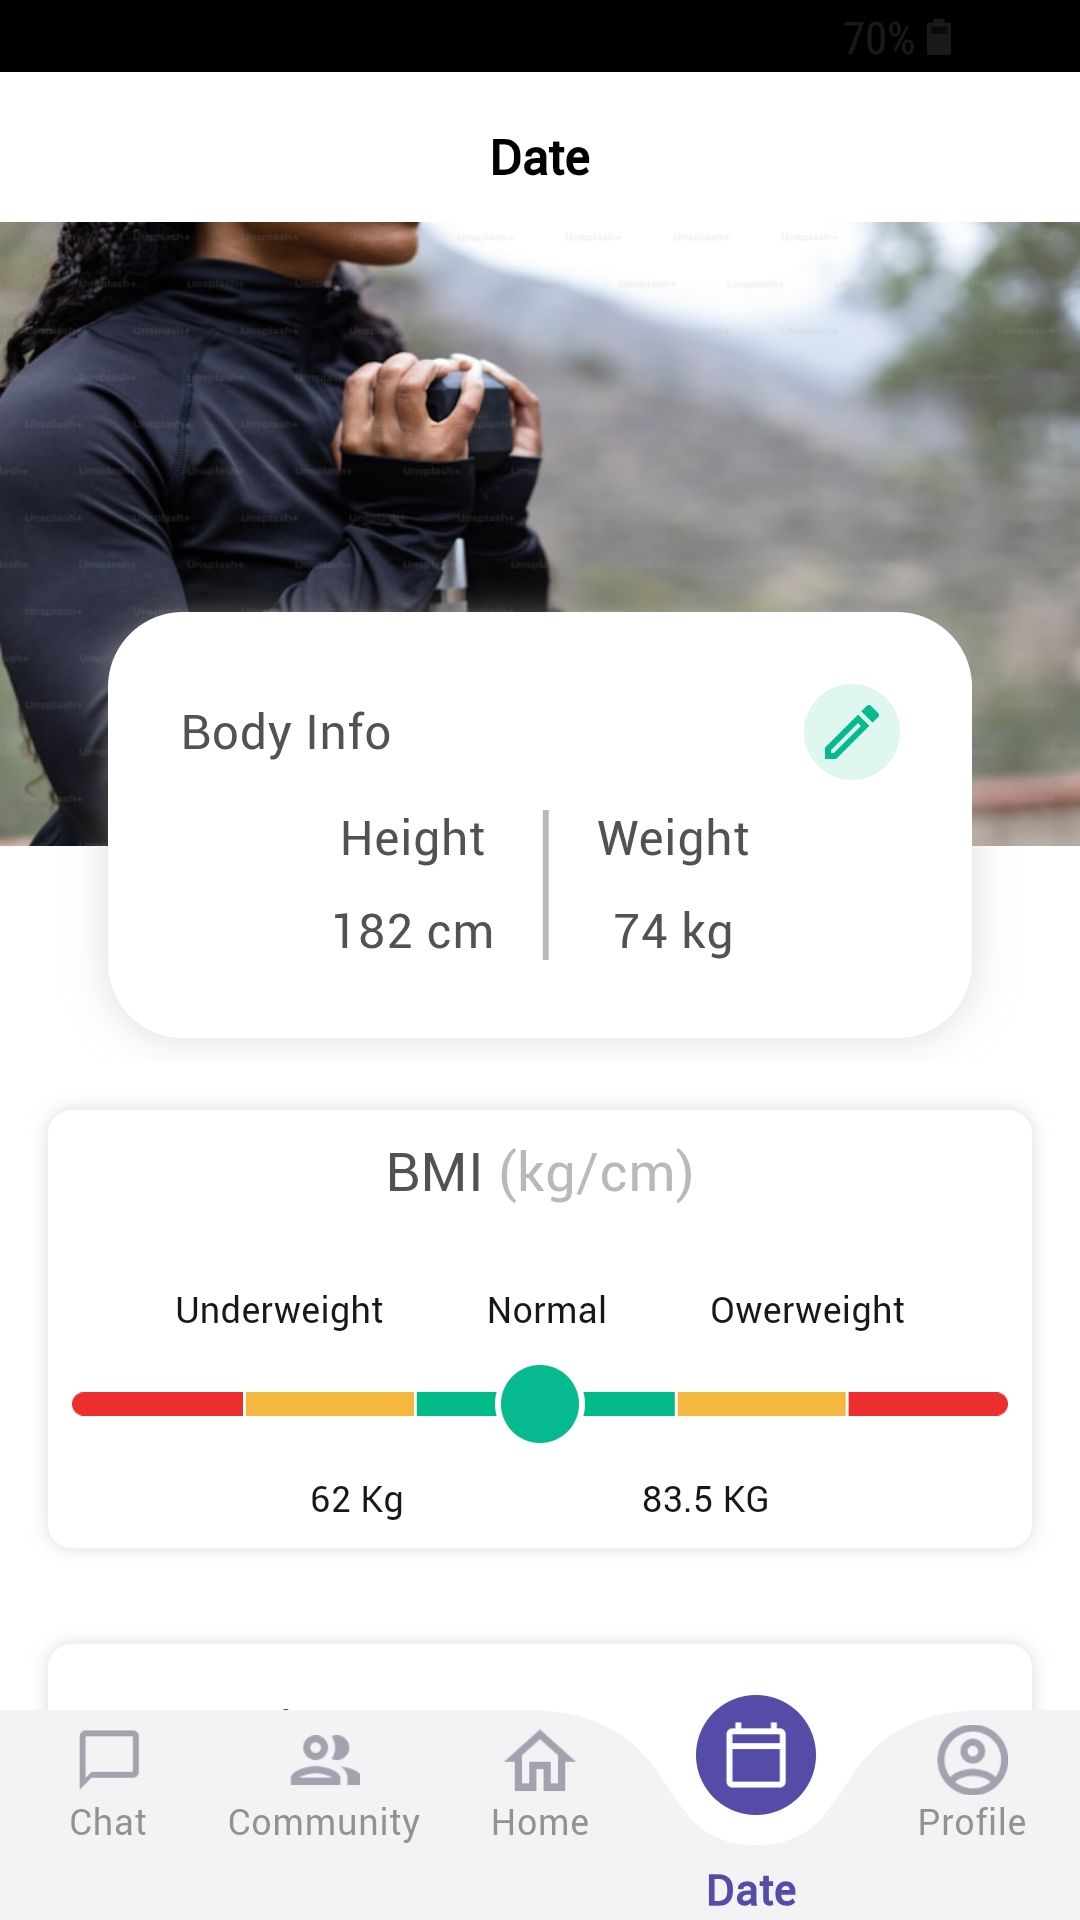 70%
Date
Unsplash+
Body Info
Height Weight
182 cm 74 kg
BMI (kg/cm)
Underweight Normal Owerweight
62 Kg 83.5 KG
Chat Community Home Profile
Date